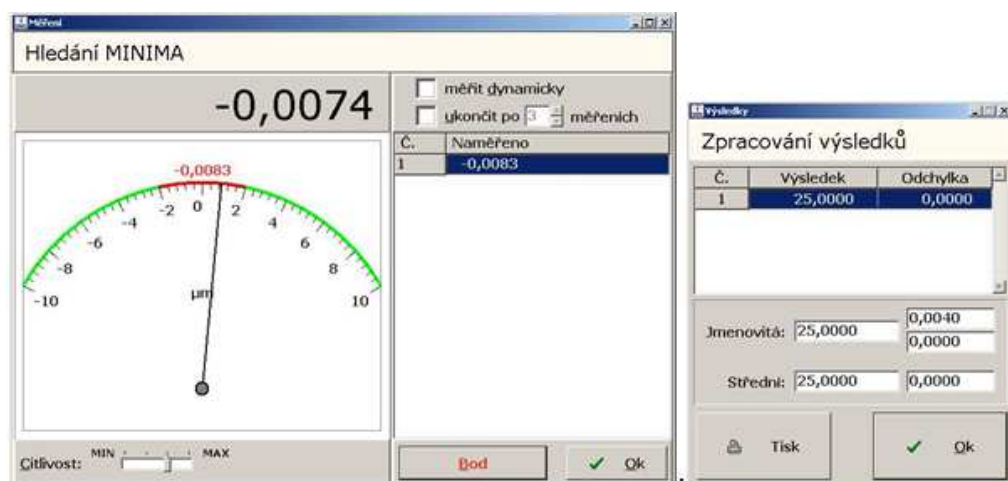 Měření
Hledání MINIMA
-0,0074
měřit dynamicky
ukončit po 3 měřeních
Č. Naměřeno
1 -0,0083
-0,0083
-10 -8 -6 -4 -2 0 2 4 6 8 10
µm
Citlivost: MIN MAX
Bod
Ok
Výsledky
Zpracování výsledků
Č. Výsledek Odchylka
1 25,0000 0,0000
Jmenovitá: 25,0000 0,0040
0,0000
Střední: 25,0000 0,0000
Tisk
Ok